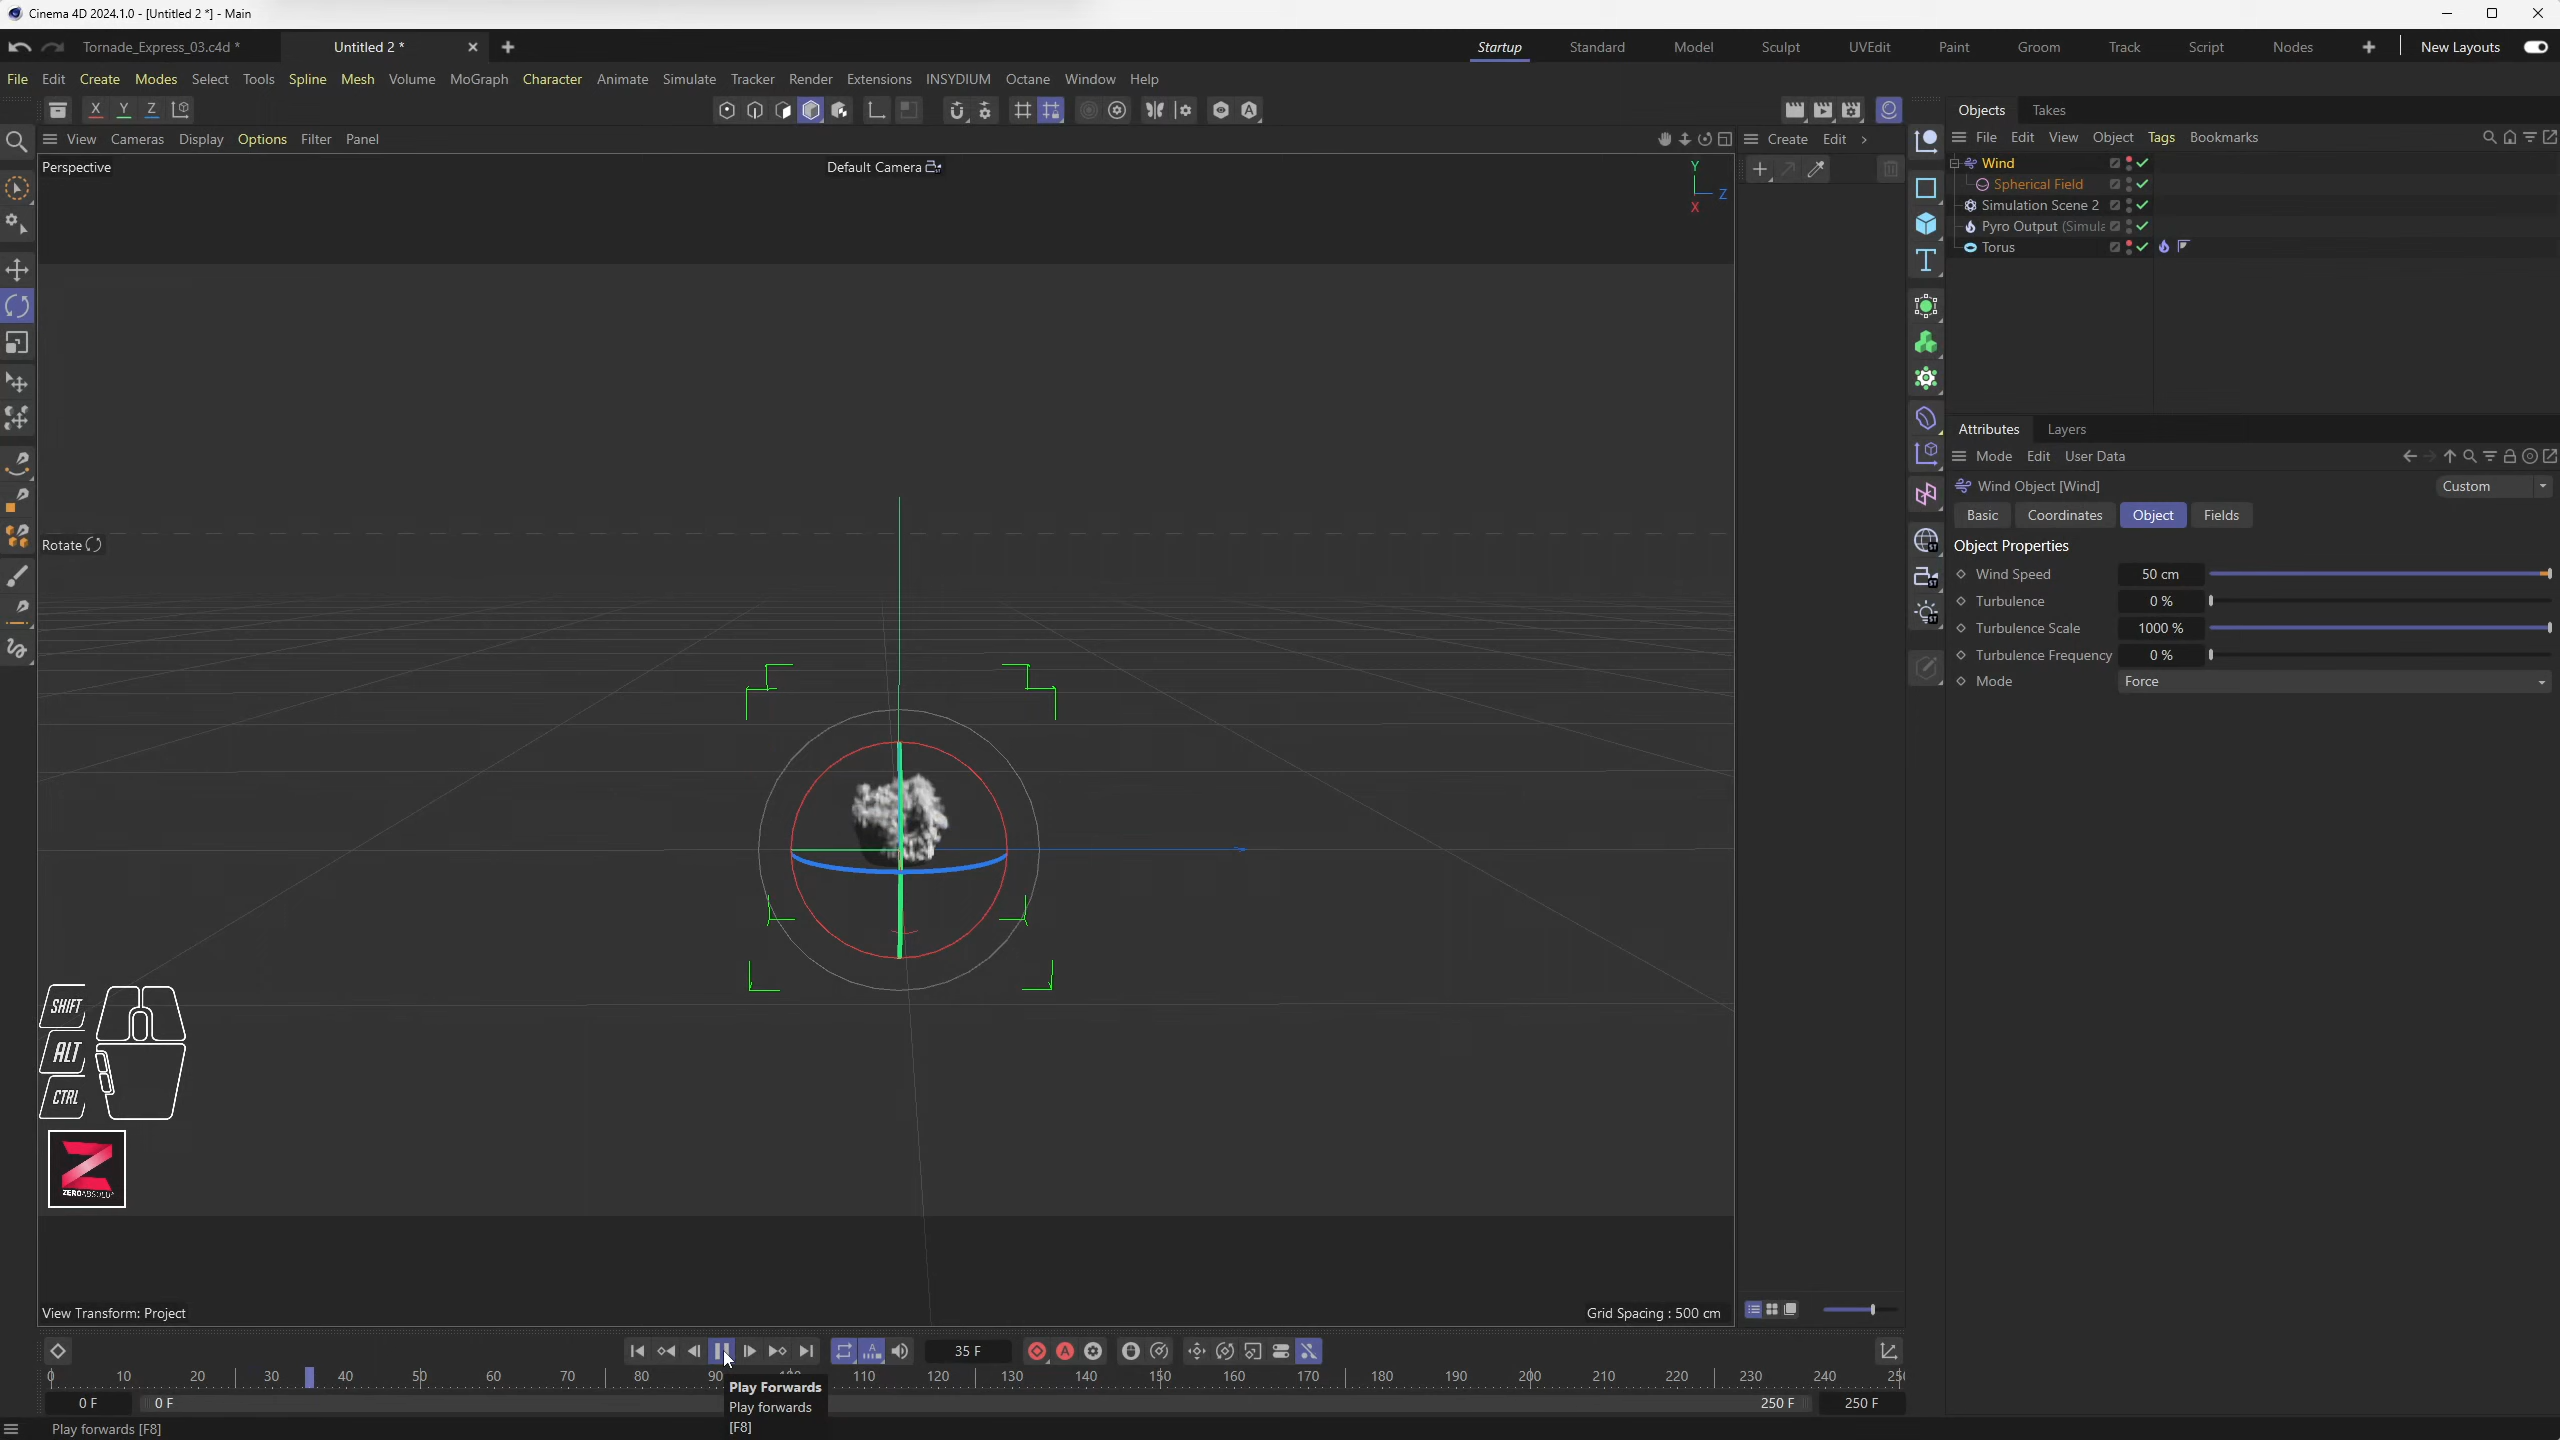 Cinema 4D 2024.1.0 - [Untitled 2 *] - Main
Tornade_Express_03.c4d *
Untitled 2 *
Startup Standard Model Sculpt UVEdit Paint Groom Track Script Nodes New Layouts
File Edit Create Modes Select Tools Spline Mesh Volume MoGraph Character Animate Simulate Tracker Render Extensions INSYDIUM Octane Window Help
X Y Z
Objects Takes
View Cameras Display Options Filter Panel
Create Edit
File Edit View Object Tags Bookmarks
Perspective
Default Camera
Y
Z
X
Wind
Spherical Field
Simulation Scene 2
Pyro Output (Simula
Torus
Attributes Layers
Mode Edit User Data
Wind Object [Wind]
Custom
Basic Coordinates Object Fields
Rotate
Object Properties
Wind Speed 50 cm
Turbulence 0 %
Turbulence Scale 1000 %
Turbulence Frequency 0 %
Mode Force
SHIFT
ALT
CTRL
ZEROABSOLU
View Transform: Project
Grid Spacing : 500 cm
35 F
0 10 20 30 40 50 60 70 80 90 110 120 130 140 150 160 170 180 190 200 210 220 230 240 250
Play Forwards
Play forwards
[F8]
0 F
0 F
250 F
250 F
Play forwards [F8]